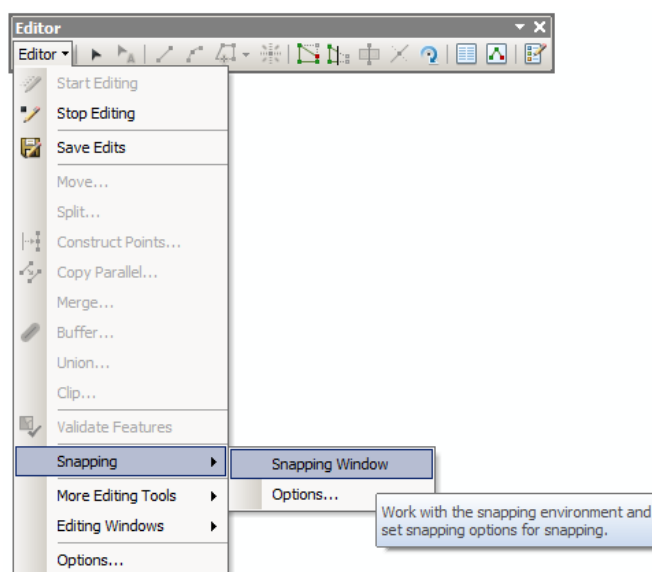 Editor
Editor
Start Editing
Stop Editing
Save Edits
Move...
Split...
Construct Points...
Copy Parallel...
Merge...
Buffer...
Union...
Clip...
Validate Features
Snapping
Snapping Window
More Editing Tools
Options...
Work with the snapping environment and
set snapping options for snapping.
Editing Windows
Options...